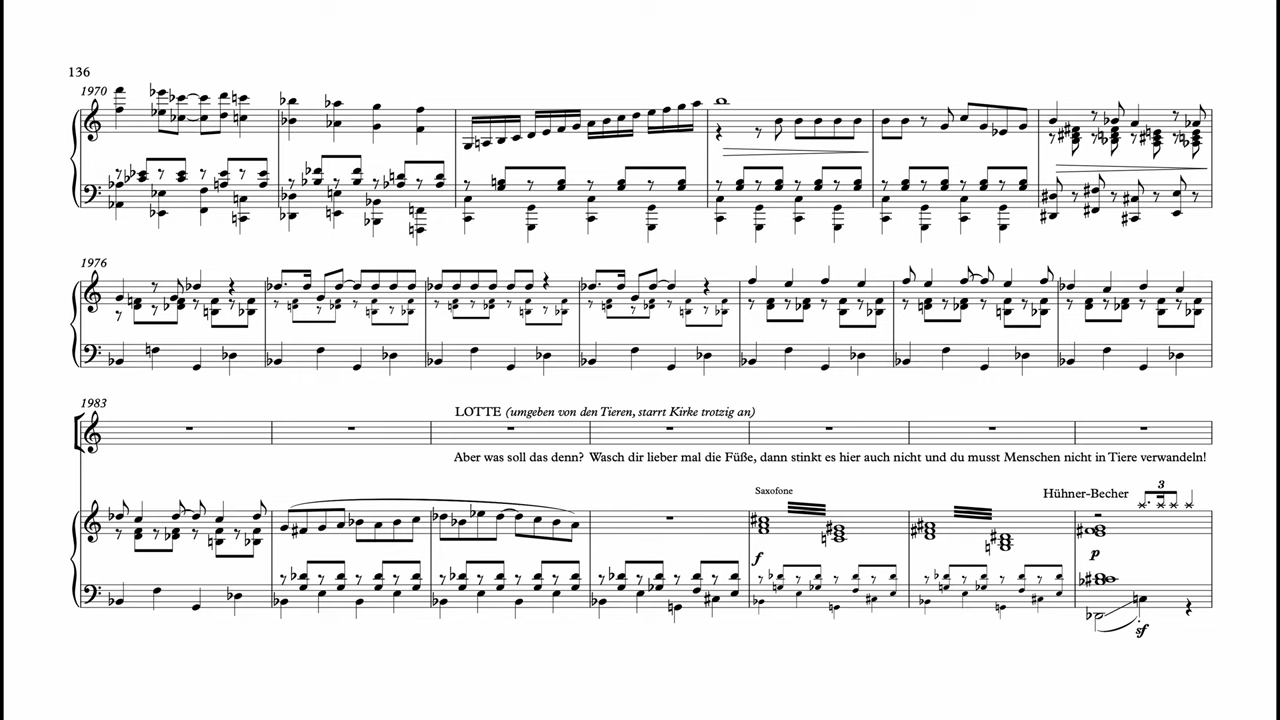 136
1970
1976
1983
LOTTE (umgeben von den Tieren, starrt Kirke trotzig an)
Aber was soll das denn? Wasch dir lieber mal die Füße, dann stinkt es hier auch nicht und du musst Menschen nicht in Tiere verwandeln!
Saxofone
Hühner-Becher
3
f
p
sf